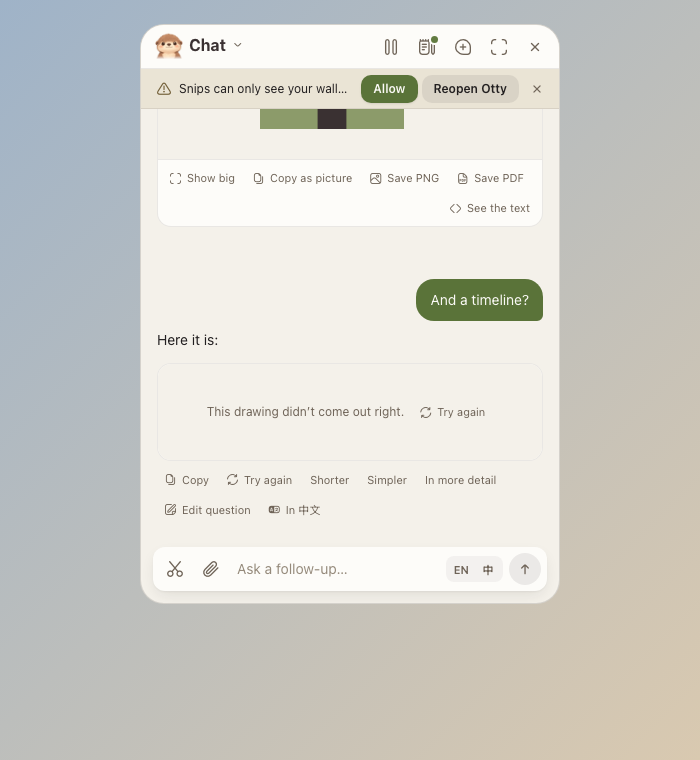 Chat
Snips can only see your wall...
Allow
Reopen Otty
Show big
Copy as picture
Save PNG
Save PDF
See the text
And a timeline?
Here it is:
This drawing didn't come out right.
Try again
Copy
Try again
Shorter
Simpler
In more detail
Edit question
In 中文
Ask a follow-up...
EN
中